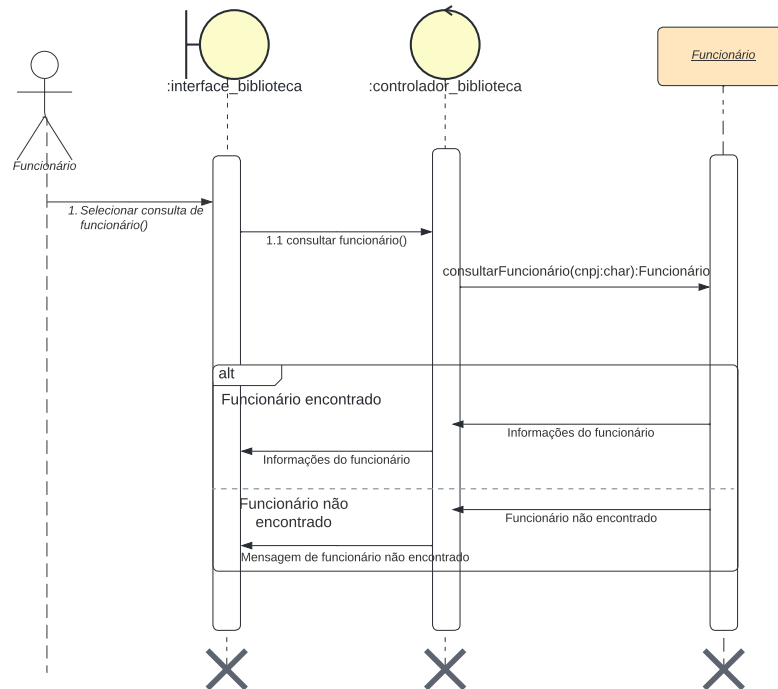 Funcionário
:interface_biblioteca
:controlador_biblioteca
Funcionário
1. Selecionar consulta de
funcionário()
1.1 consultar funcionário()
consultarFuncionário(cnpj:char):Funcionário
alt
Funcionário encontrado
Informações do funcionário
Informações do funcionário
Funcionário não
encontrado
Funcionário não encontrado
Mensagem de funcionário não encontrado